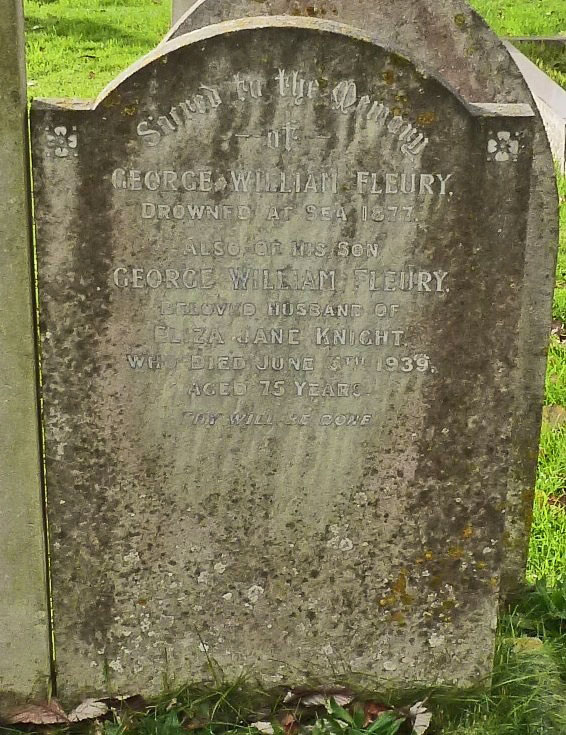 Sacred to the Memory
of
GEORGE WILLIAM FLEURY,
DROWNED AT SEA 1877.
ALSO OF HIS SON
GEORGE WILLIAM FLEURY,
BELOVED HUSBAND OF
ELIZA JANE KNIGHT,
WHO DIED JUNE TH 1939,
AGED 75 YEARS.
THY WILL BE DONE